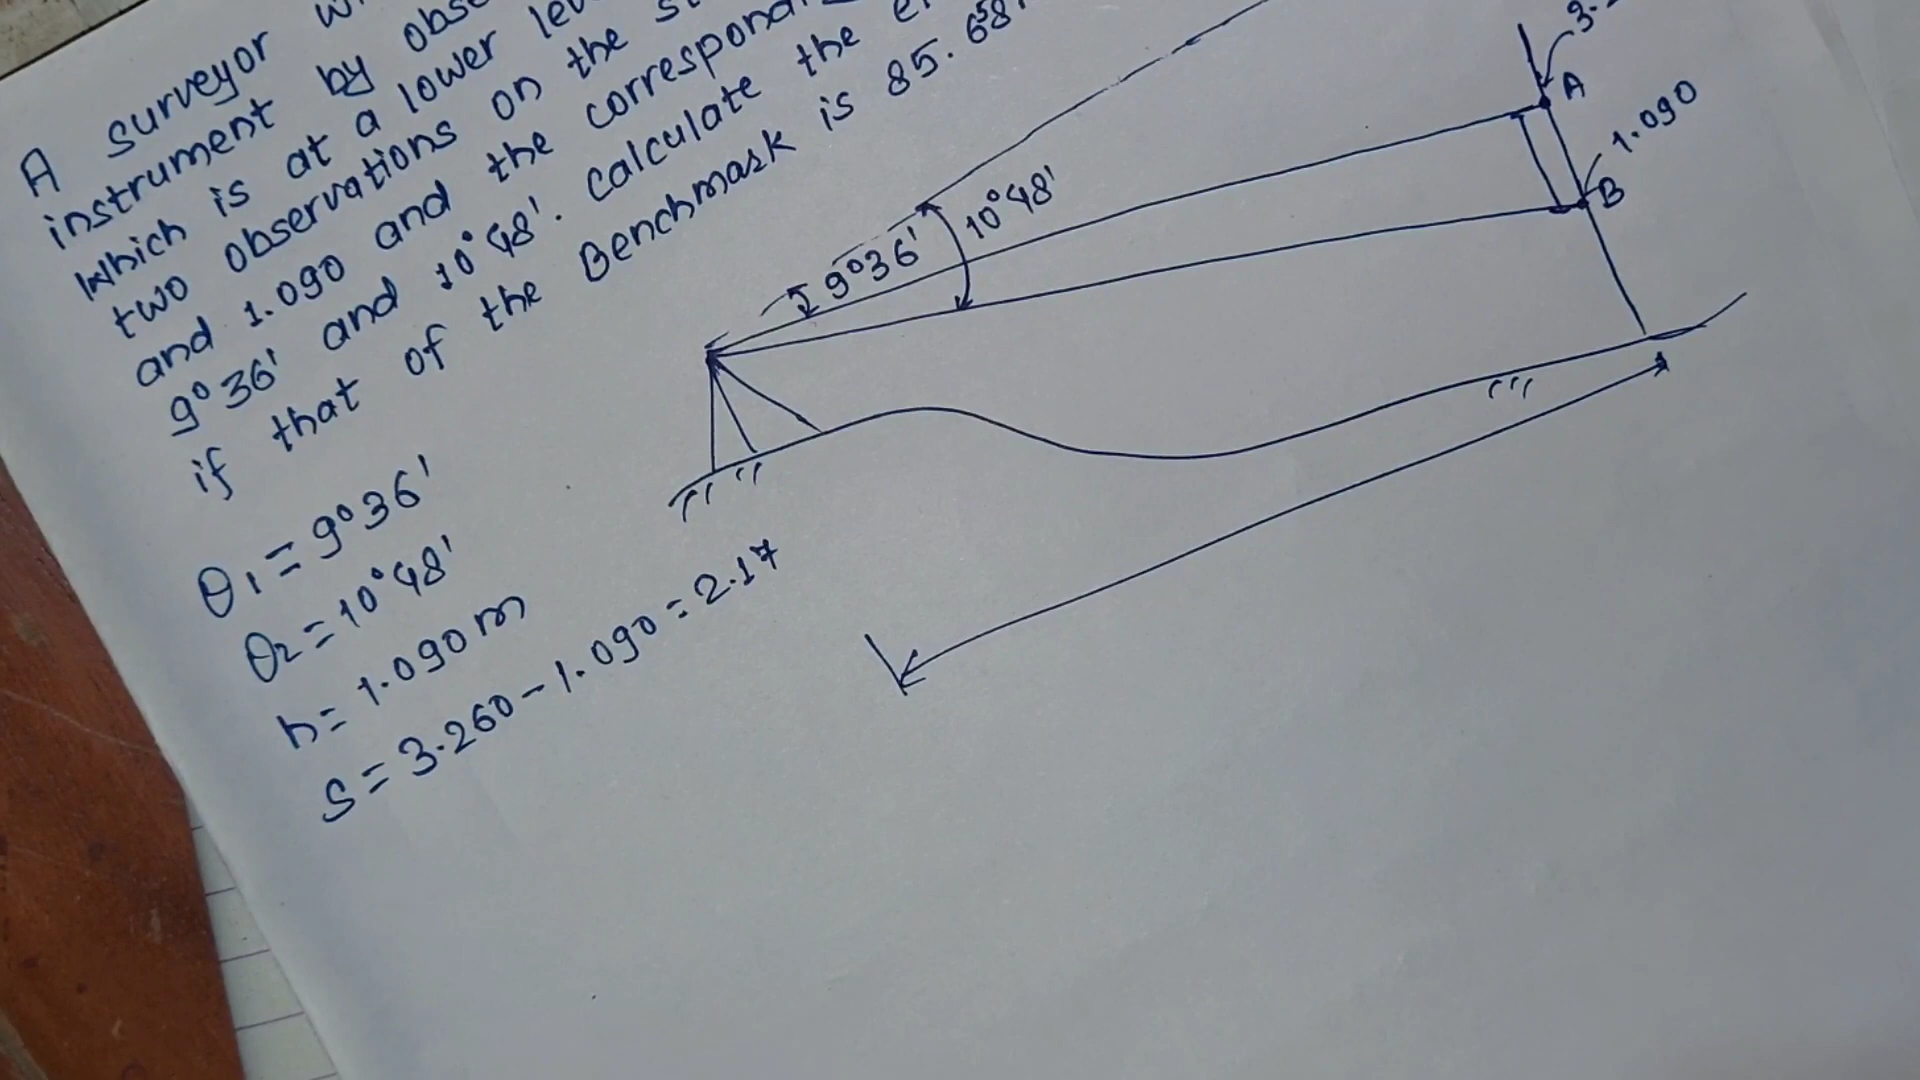 A surveyor
instrument by
which is at a lower
two observations on the
and 1.090 and the
9°36' and 10°48'. calculate the
if that of the Benchmask is 85.658
θ1 = 9°36'
θ2 = 10°48'
h = 1.090 m
S = 3.260 - 1.090 = 2.17
9°36'
10°48'
A
1.090
B